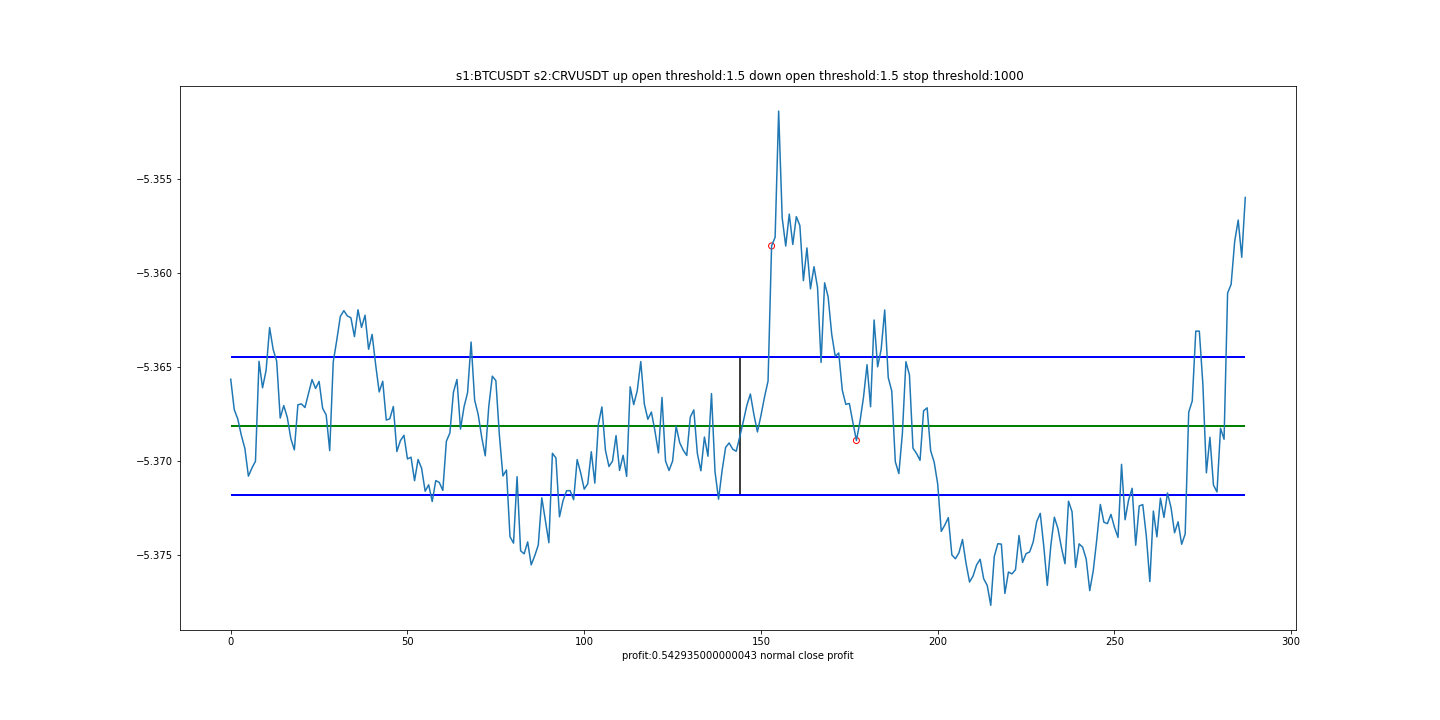 s1:BTCUSDT s2:CRVUSDT up open threshold:1.5 down open threshold:1.5 stop threshold:1000
−5.355
−5.360
−5.365
−5.370
−5.375
0 50 100 150 200 250 300
profit:0.542935000000043 normal close profit